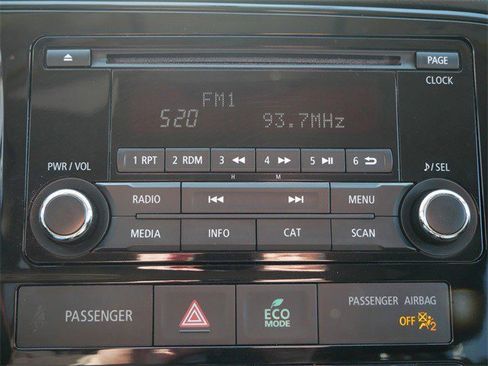 PAGE
CLOCK
FM1
520 93.7MHz
PWR / VOL
1 RPT 2 RDM 3 4 5 6
H M
♪/SEL
RADIO MENU
MEDIA INFO CAT SCAN
PASSENGER
ECO
MODE
PASSENGER AIRBAG
OFF 2